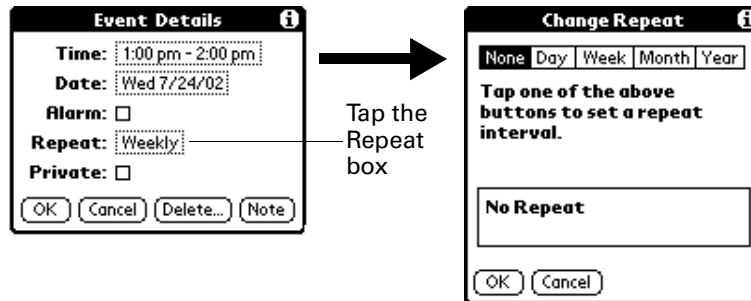 Event Details
Time: 1:00 pm - 2:00 pm
Date: Wed 7/24/02
Alarm:
Repeat: Weekly
Private:
OK Cancel Delete... Note
Tap the
Repeat
box
Change Repeat
None Day Week Month Year
Tap one of the above
buttons to set a repeat
interval.
No Repeat
OK Cancel